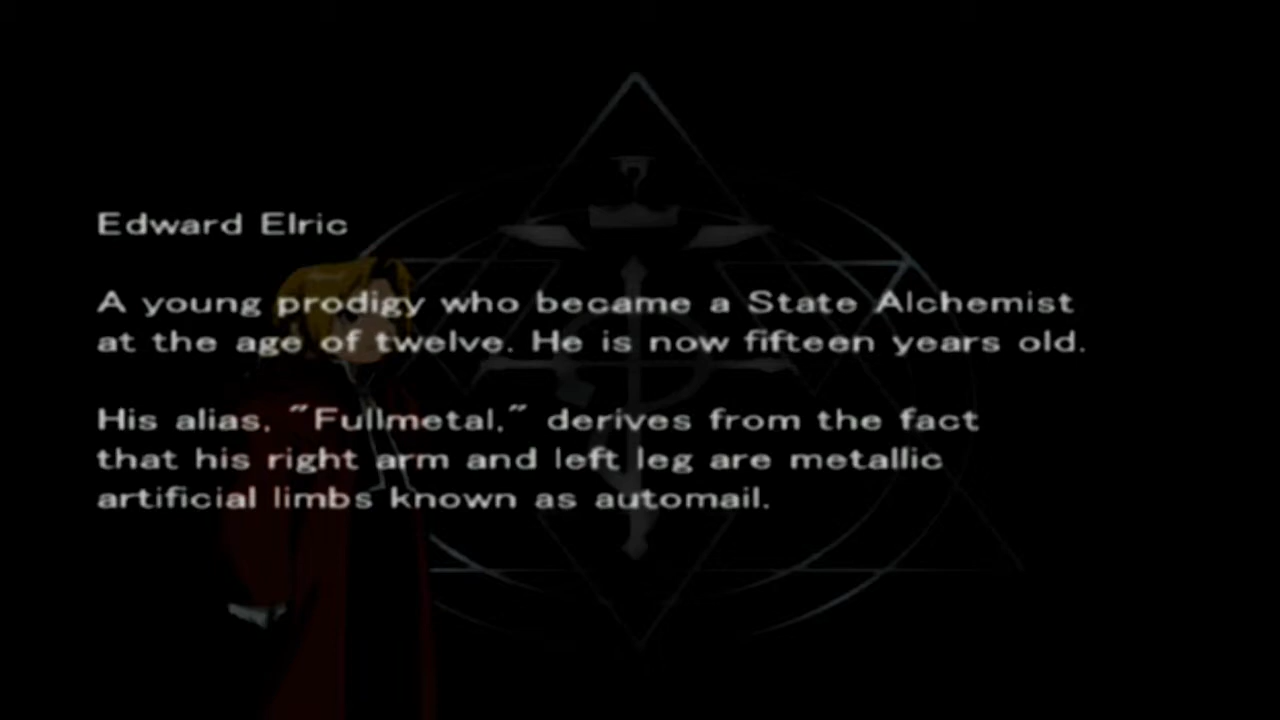 Edward Elric
A young prodigy who became a State Alchemist
at the age of twelve. He is now fifteen years old.
His alias, "Fullmetal," derives from the fact
that his right arm and left leg are metallic
artificial limbs known as automail.